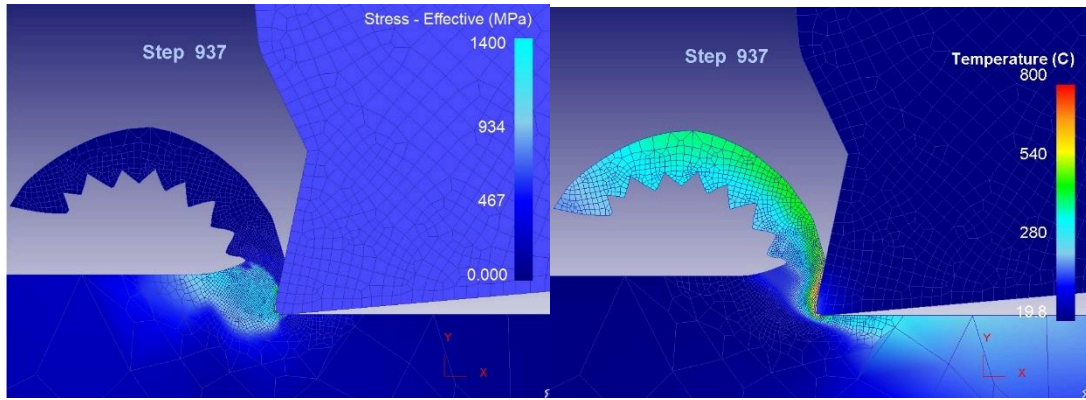 Stress - Effective (MPa)
Step 937
1400
934
467
0.000
Y
X
Temperature (C)
Step 937
800
540
280
19.8
Y
X